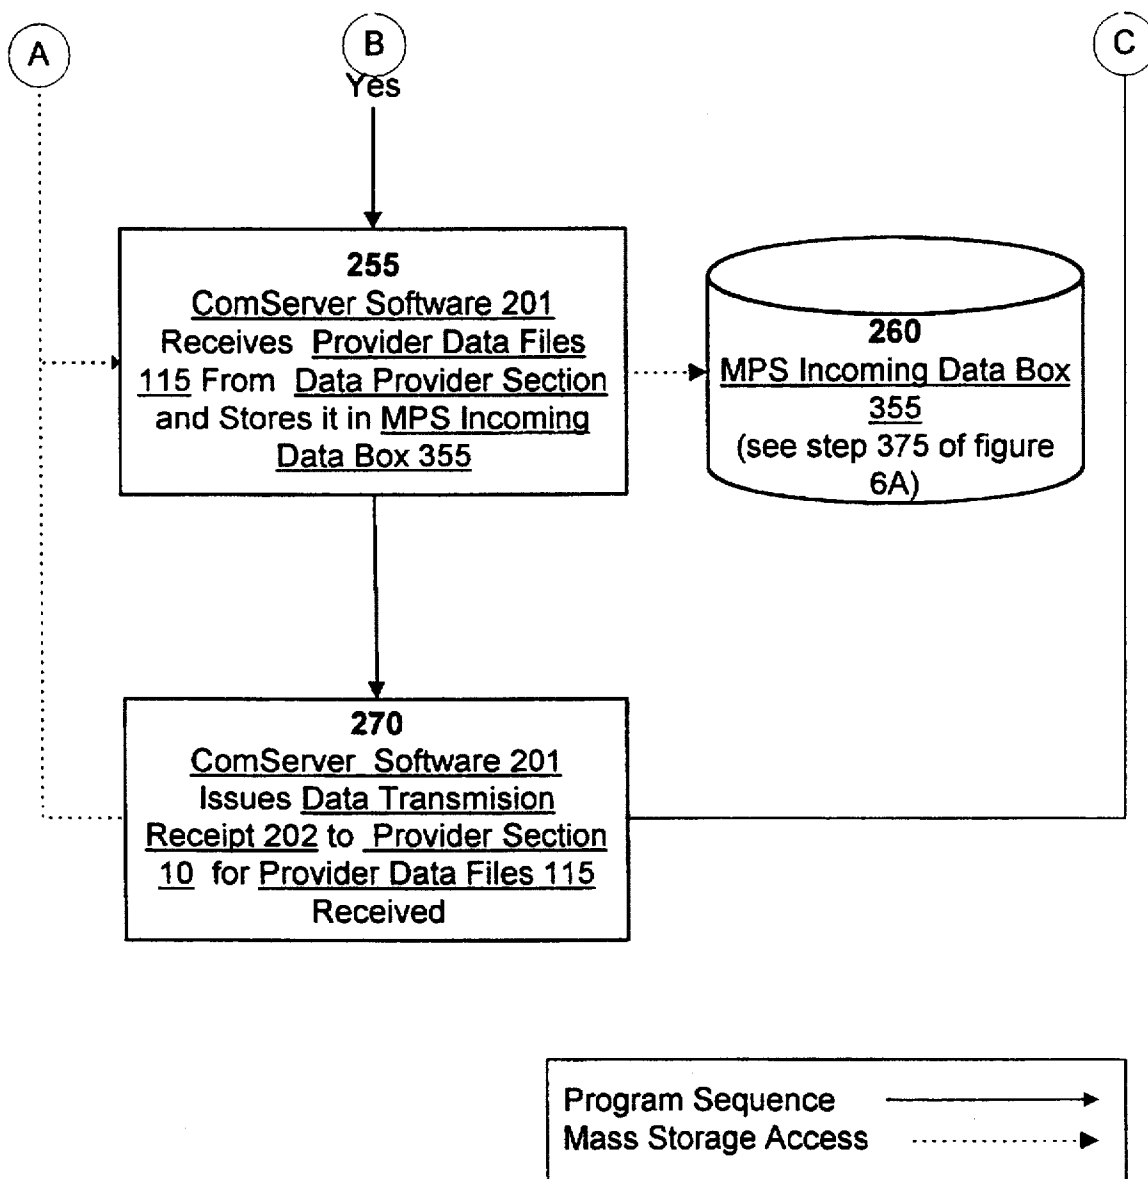 A
B
C
Yes
255
ComServer Software 201
Receives Provider Data Files
115 From Data Provider Section
and Stores it in MPS Incoming
Data Box 355
260
MPS Incoming Data Box
355
(see step 375 of figure
6A)
270
ComServer Software 201
Issues Data Transmision
Receipt 202 to Provider Section
10 for Provider Data Files 115
Received
Program Sequence
Mass Storage Access